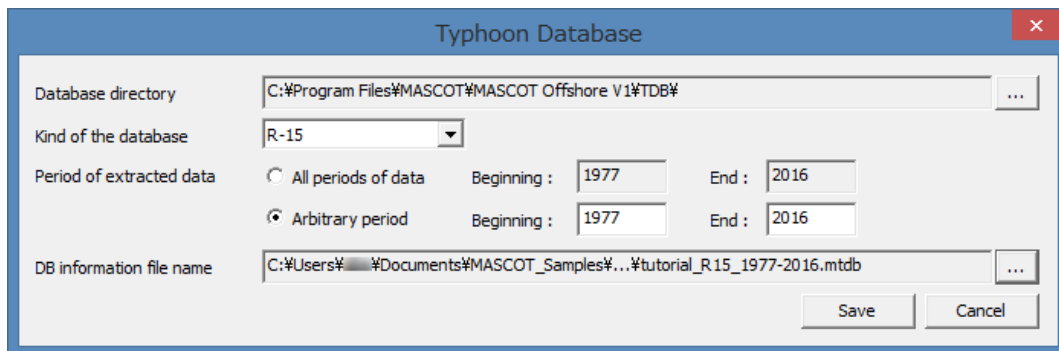 Typhoon Database
Database directory C:¥Program Files¥MASCOT¥MASCOT Offshore V1¥TDB¥ ...
Kind of the database R-15
Period of extracted data All periods of data Beginning : 1977 End : 2016
Arbitrary period Beginning : 1977 End : 2016
DB information file name C:¥Users¥ ¥Documents¥MASCOT_Samples¥...¥tutorial_R15_1977-2016.mtdb ...
Save Cancel